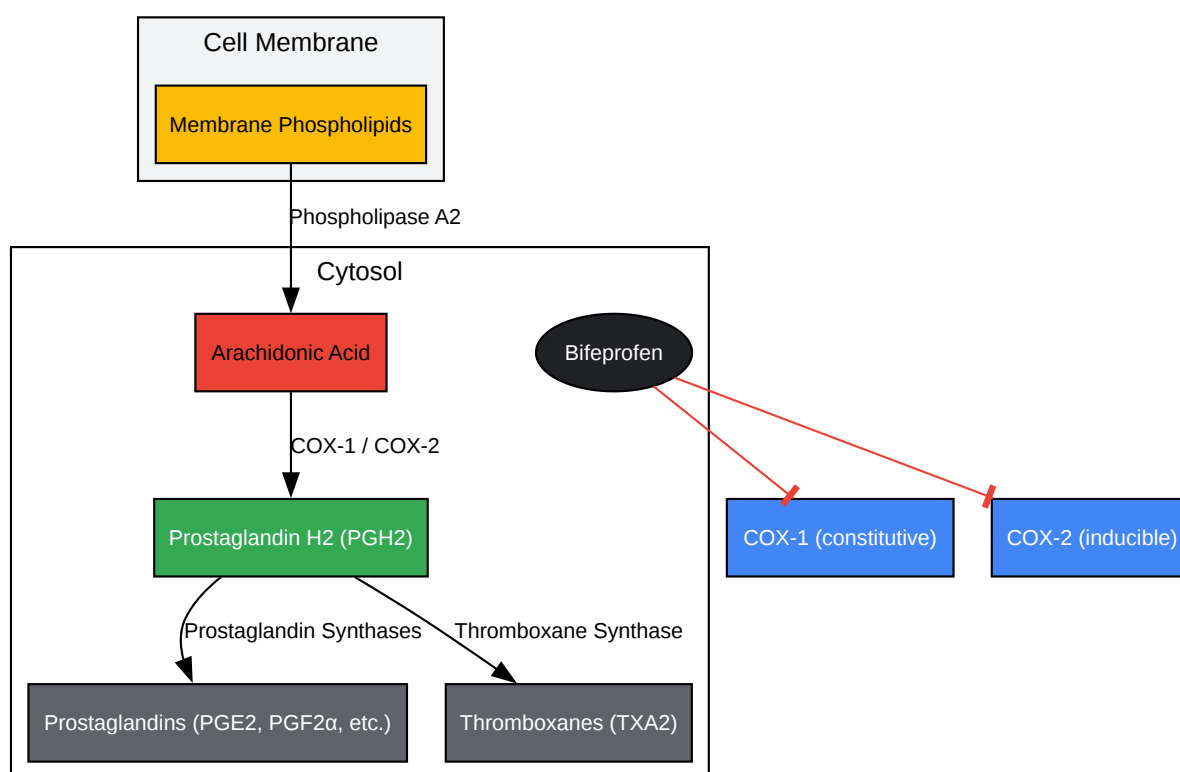 Cell Membrane
Membrane Phospholipids
Phospholipase A2
Cytosol
Arachidonic Acid
Bifeprofen
COX-1 / COX-2
Prostaglandin H2 (PGH2)
COX-1 (constitutive)
COX-2 (inducible)
Prostaglandin Synthases
Thromboxane Synthase
Prostaglandins (PGE2, PGF2α, etc.)
Thromboxanes (TXA2)